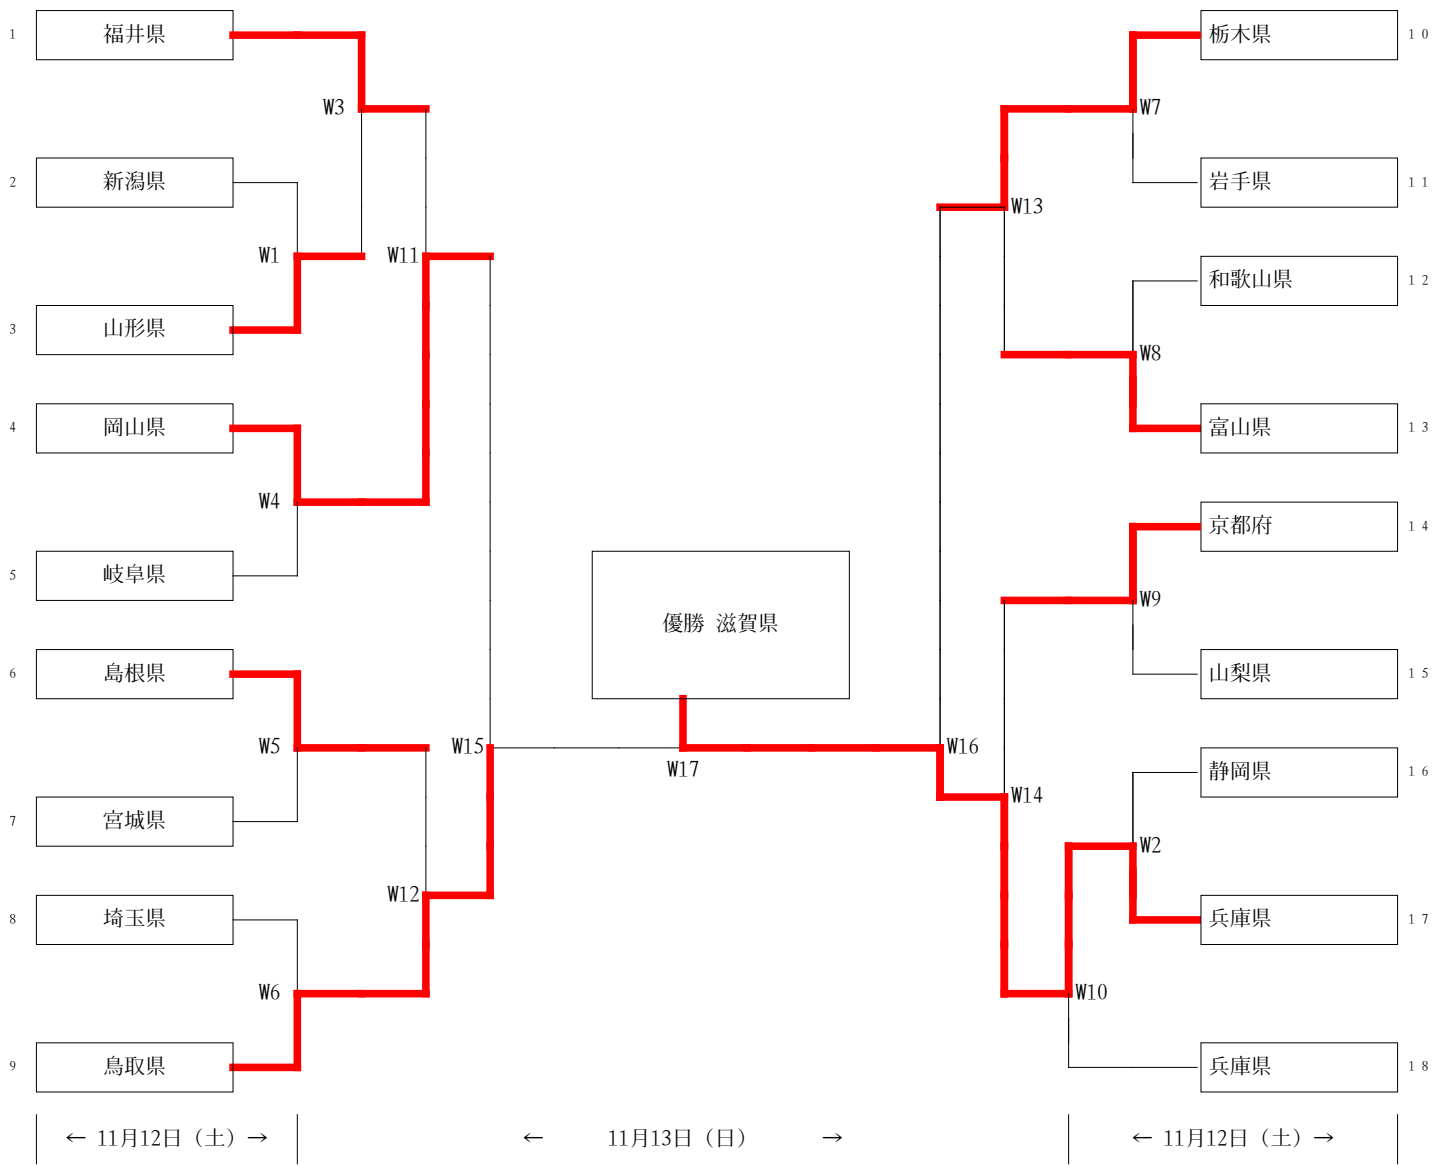 1 福井県
2 新潟県
3 山形県
4 岡山県
5 岐阜県
6 島根県
7 宮城県
8 埼玉県
9 鳥取県
W3
W1
W11
W4
W5
W15
W12
W6
優勝 滋賀県
W17
W7
W13
W8
W9
W16
W14
W2
W10
栃木県 10
岩手県 11
和歌山県 12
富山県 13
京都府 14
山梨県 15
静岡県 16
兵庫県 17
兵庫県 18
← 11月12日（土）→
← 11月13日（日） →
← 11月12日（土）→